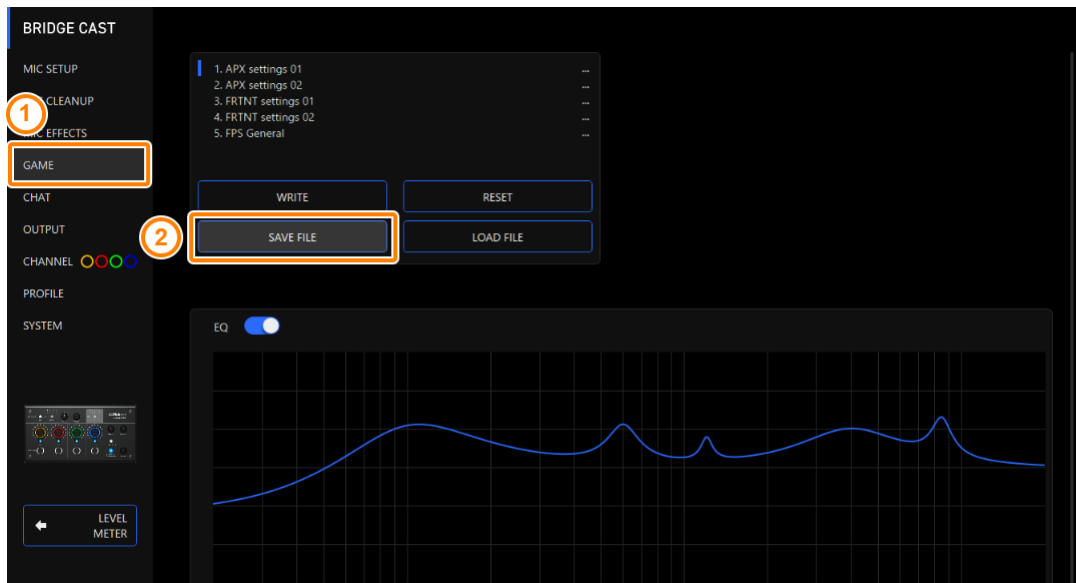 BRIDGE CAST
MIC SETUP
CLEANUP
1
MIC EFFECTS
GAME
CHAT
OUTPUT
CHANNEL
PROFILE
SYSTEM
LEVEL
METER
1. APX settings 01 ...
2. APX settings 02 ...
3. FRTNT settings 01 ...
4. FRTNT settings 02 ...
5. FPS General ...
WRITE
RESET
2
SAVE FILE
LOAD FILE
EQ